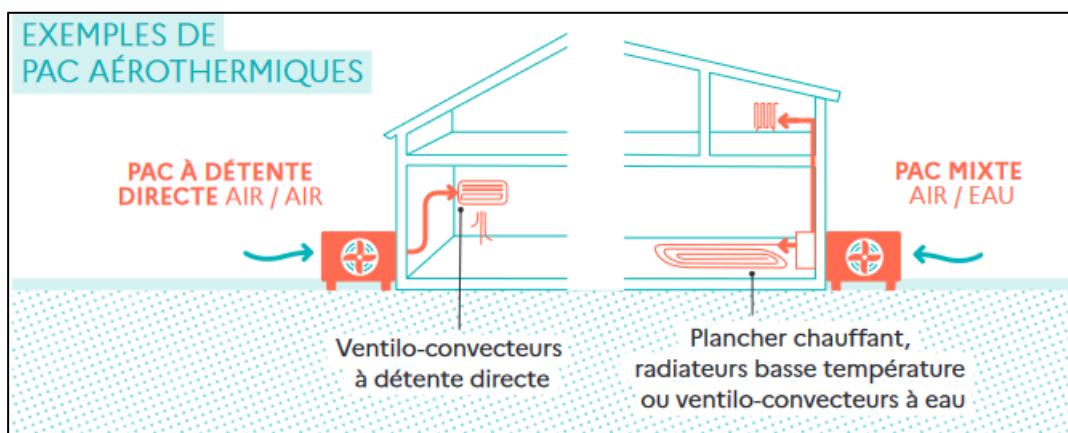 EXEMPLES DE
PAC AÉROTHERMIQUES
PAC À DÉTENTE
DIRECTE AIR / AIR
PAC MIXTE
AIR / EAU
Ventilo-convecteurs
à détente directe
Plancher chauffant,
radiateurs basse température
ou ventilo-convecteurs à eau